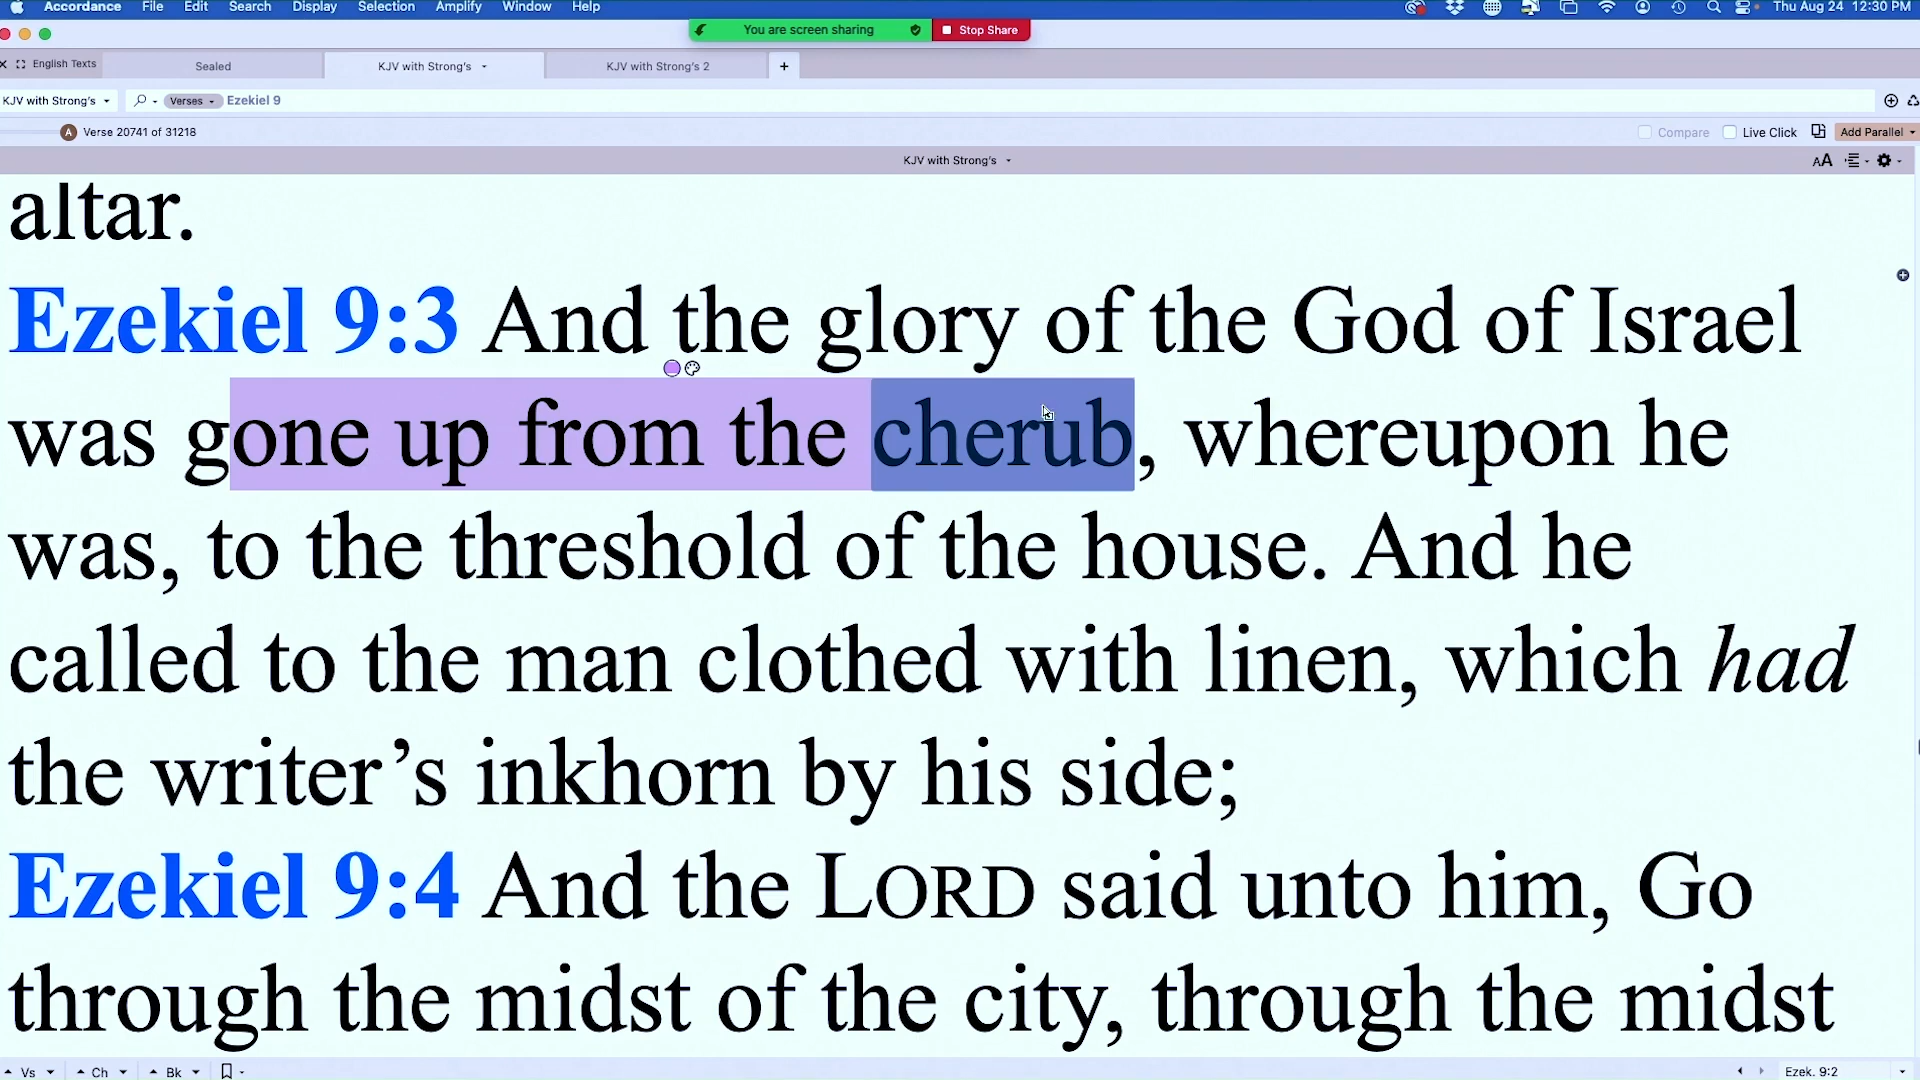 Accordance File Edit Search Display Selection Amplify Window Help Thu Aug 24 12:30 PM
You are screen sharing Stop Share
English Texts Sealed KJV with Strong's KJV with Strong's 2 +
KJV with Strong's Verses Ezekiel 9
A Verse 20741 of 31218 Compare Live Click Add Parallel
KJV with Strong's AA
altar.
Ezekiel 9:3 And the glory of the God of Israel
was gone up from the cherub, whereupon he
was, to the threshold of the house. And he
called to the man clothed with linen, which had
the writer’s inkhorn by his side;
Ezekiel 9:4 And the LORD said unto him, Go
through the midst of the city, through the midst
Vs Ch Bk Ezek. 9:2